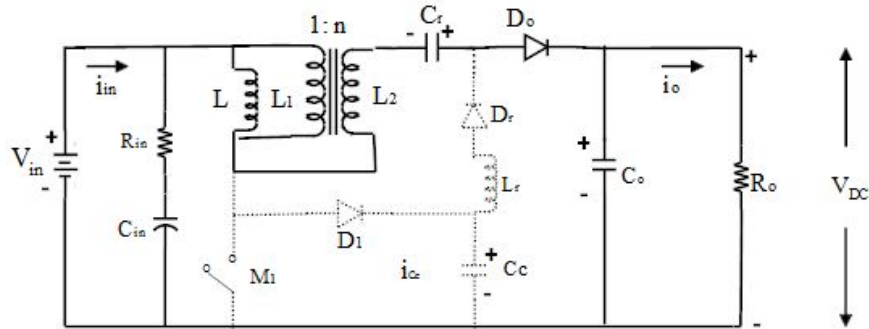 1: n
- Cr +
Do
iin
L
L1
L2
io
+
Dr
+
Vin
-
Rin
Lr
+
-
Co
Ro
VDC
Cin
D1
M1
iCc
+
-
Cc
-